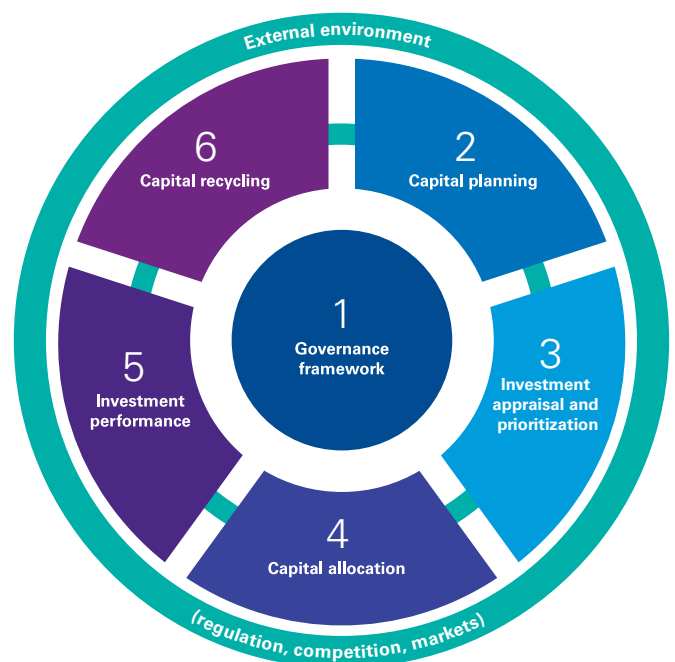 External environment
6
Capital recycling
2
Capital planning
1
Governance
framework
3
Investment
appraisal and
prioritization
5
Investment
performance
4
Capital allocation
(regulation, competition, markets)